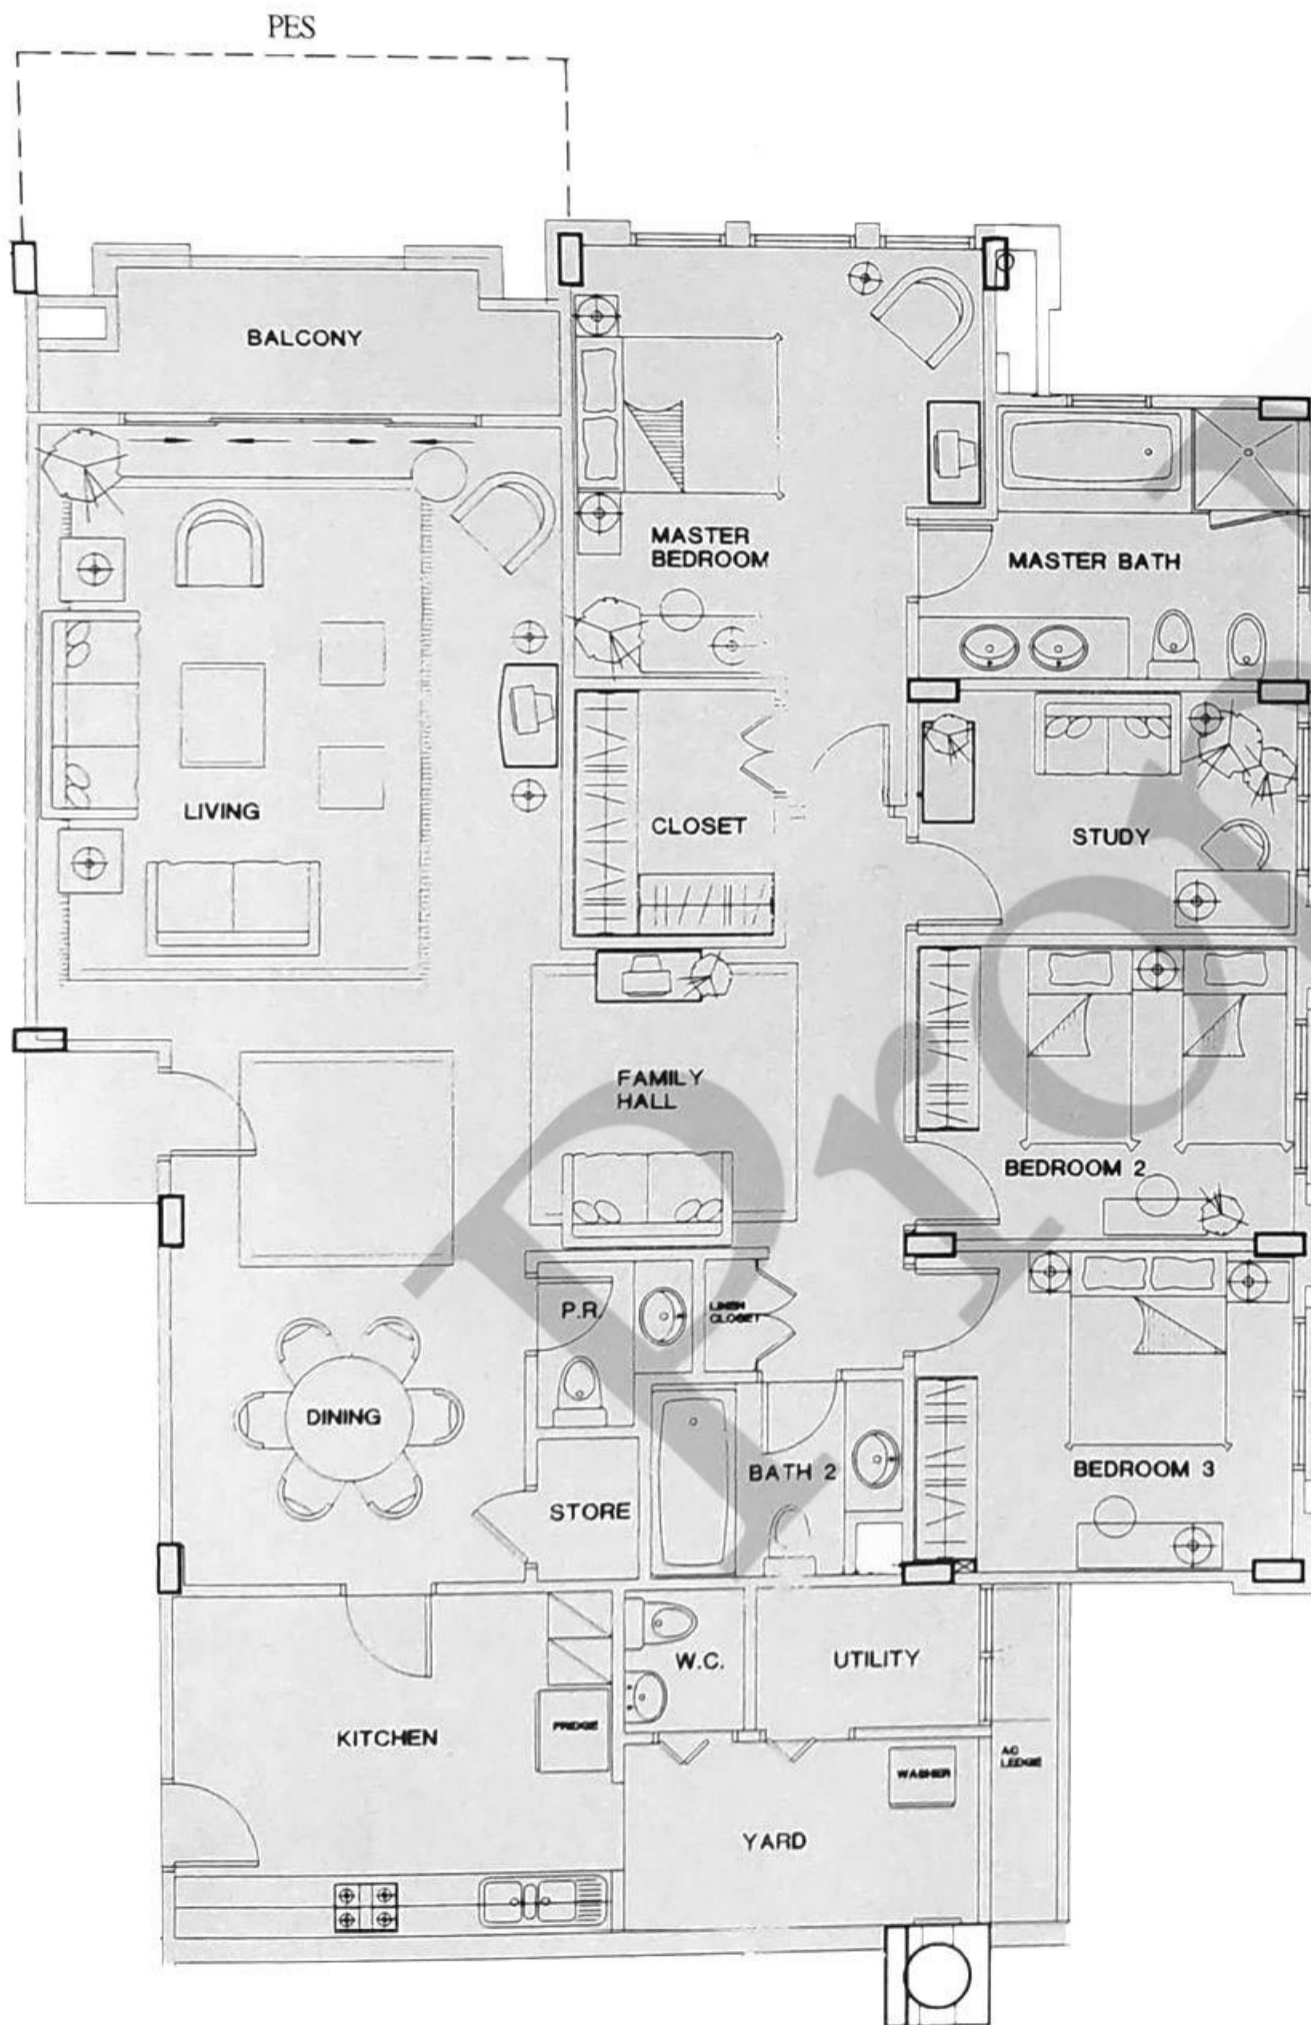 PES
BALCONY
MASTER
BEDROOM
MASTER BATH
LIVING
CLOSET
STUDY
FAMILY
HALL
BEDROOM 2
P.R.
LINEN
CLOSET
DINING
BATH 2
BEDROOM 3
STORE
W.C.
UTILITY
KITCHEN
FRIDGE
AC
LEDGE
WASHER
YARD
Pro